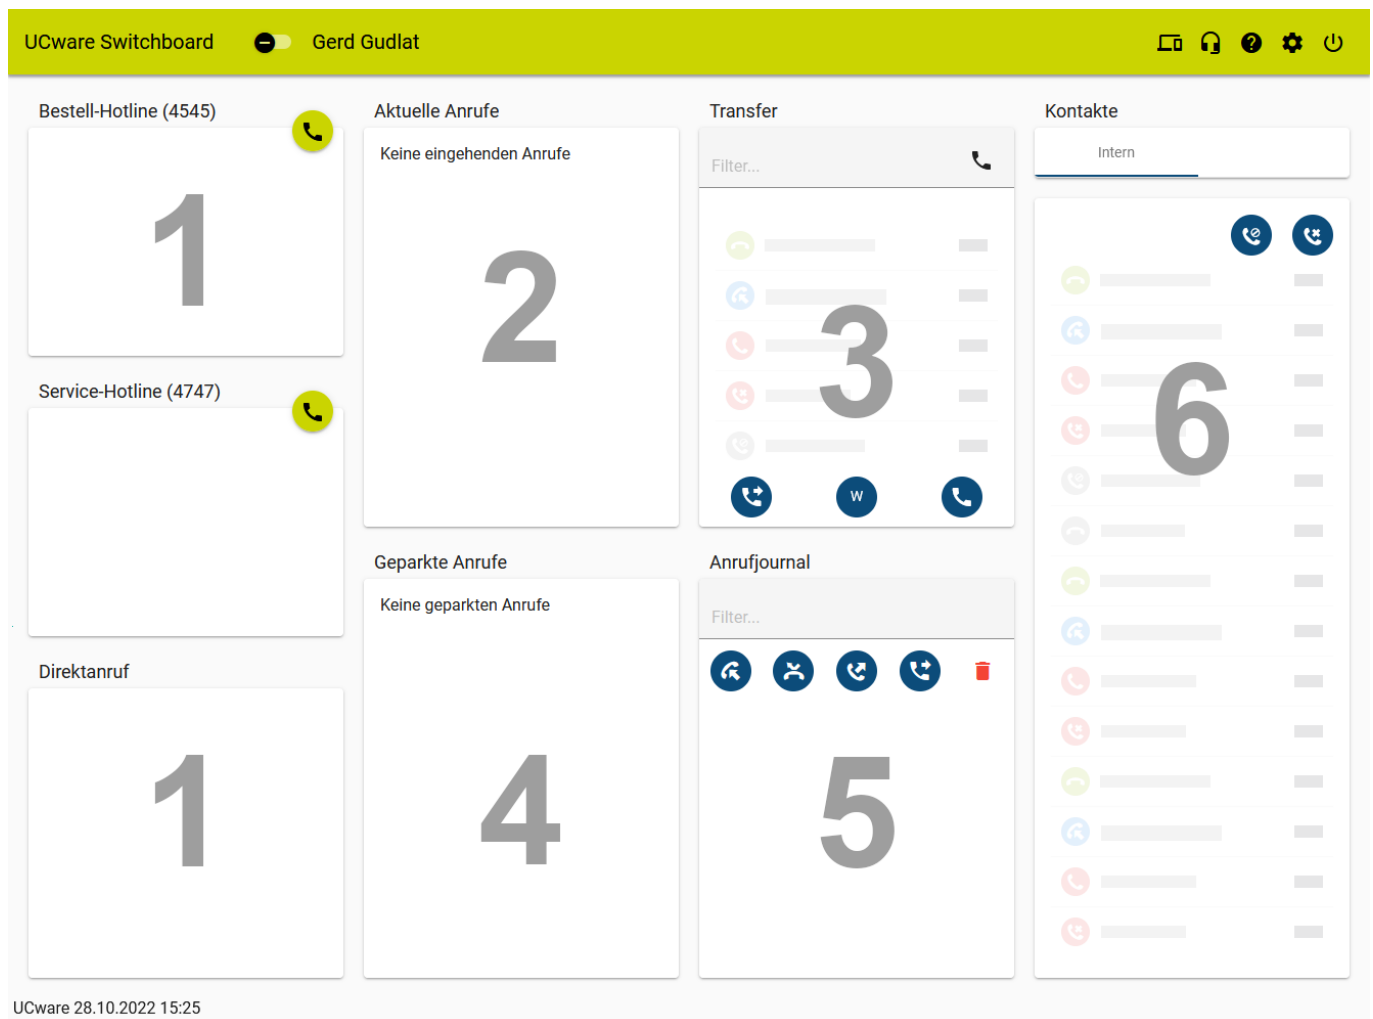 UCware Switchboard Gerd Gudlat
Bestell-Hotline (4545)
1
Service-Hotline (4747)
Direktanruf
1
Aktuelle Anrufe
Keine eingehenden Anrufe
2
Geparkte Anrufe
Keine geparkten Anrufe
4
Transfer
Filter...
3
W
Anrufjournal
Filter...
5
Kontakte
Intern
6
UCware 28.10.2022 15:25